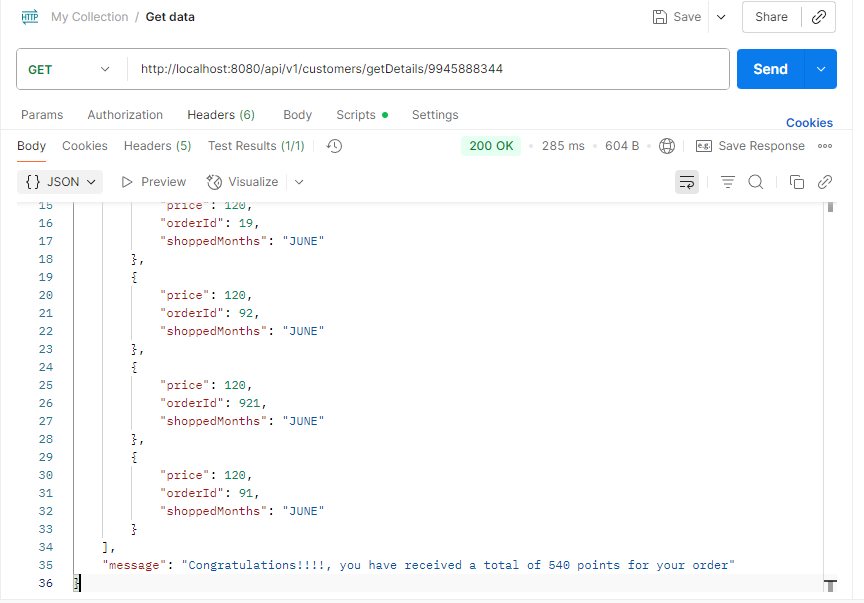 HTTP My Collection / Get data Save Share
GET http://localhost:8080/api/v1/customers/getDetails/9945888344 Send
Params Authorization Headers (6) Body Scripts Settings Cookies
Body Cookies Headers (5) Test Results (1/1) 200 OK 285 ms 604 B e.g. Save Response
{} JSON Preview Visualize
15 "price": 120,
16 "orderId": 19,
17 "shoppedMonths": "JUNE"
18 },
19 {
20 "price": 120,
21 "orderId": 92,
22 "shoppedMonths": "JUNE"
23 },
24 {
25 "price": 120,
26 "orderId": 921,
27 "shoppedMonths": "JUNE"
28 },
29 {
30 "price": 120,
31 "orderId": 91,
32 "shoppedMonths": "JUNE"
33 }
34 ],
35 "message": "Congratulations!!!!, you have received a total of 540 points for your order"
36 }